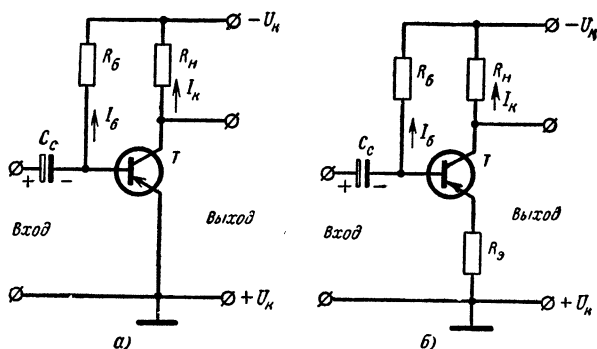 − Uк
Rб
Rн
Iк
Iб
Cс
T
+ −
Вход
Выход
+ Uк
а)
− Uк
Rб
Rн
Iк
Iб
Cс
T
+ −
Вход
Выход
Rэ
+ Uк
б)